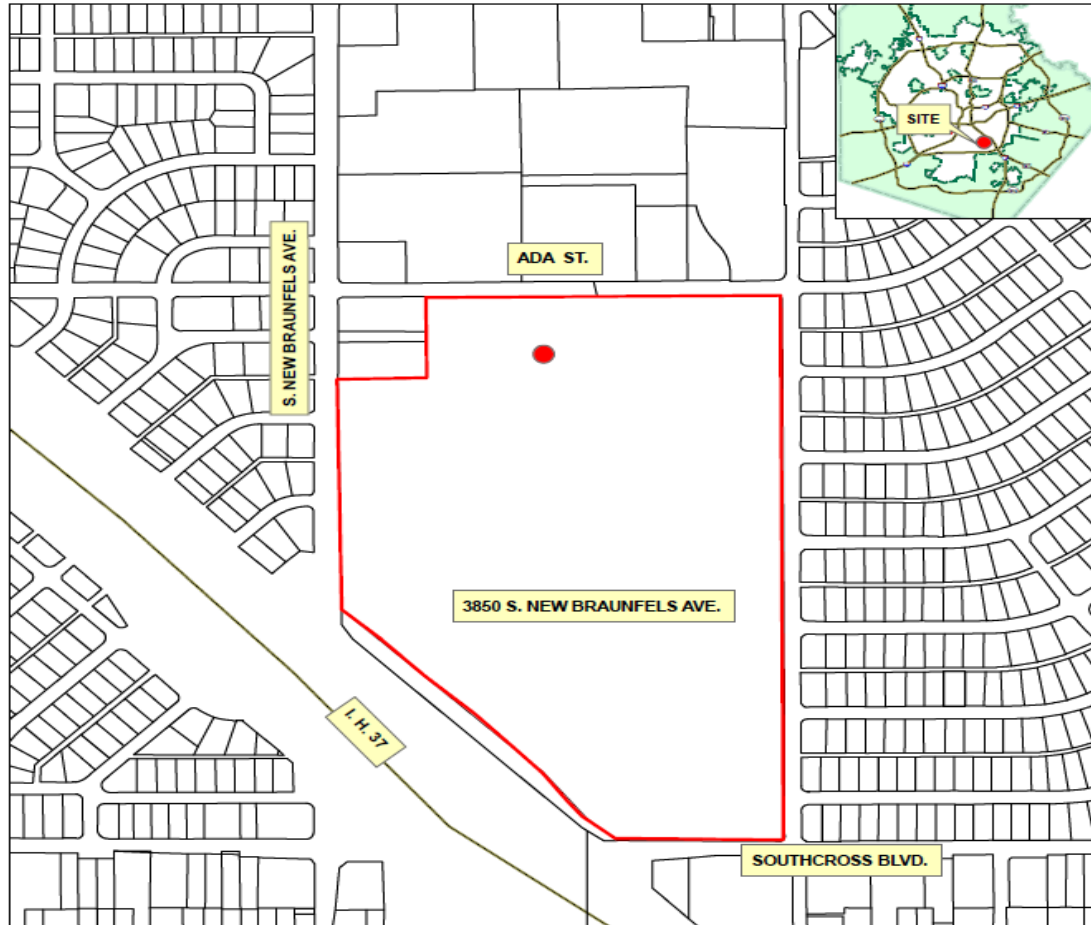 SITE
ADA ST.
S. NEW BRAUNFELS AVE.
3850 S. NEW BRAUNFELS AVE.
I. H. 37
SOUTHCROSS BLVD.